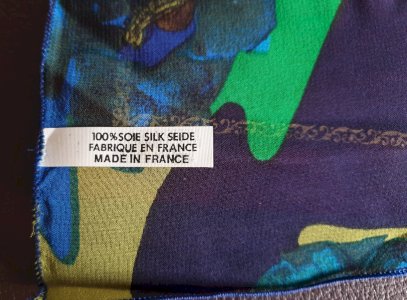 100% SOIE SILK SEIDE
FABRIQUE EN FRANCE
MADE IN FRANCE